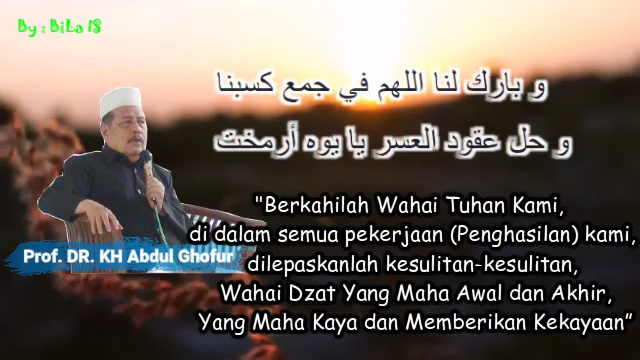 By : BiLa 18
و بارك لنا اللهم في جمع كسبنا
و حل عقود العسر يا يوه أرمخت
"Berkahilah Wahai Tuhan Kami,
di dalam semua pekerjaan (Penghasilan) kami,
Prof. DR. KH Abdul Ghofur
dilepaskanlah kesulitan-kesulitan,
Wahai Dzat Yang Maha Awal dan Akhir,
Yang Maha Kaya dan Memberikan Kekayaan"